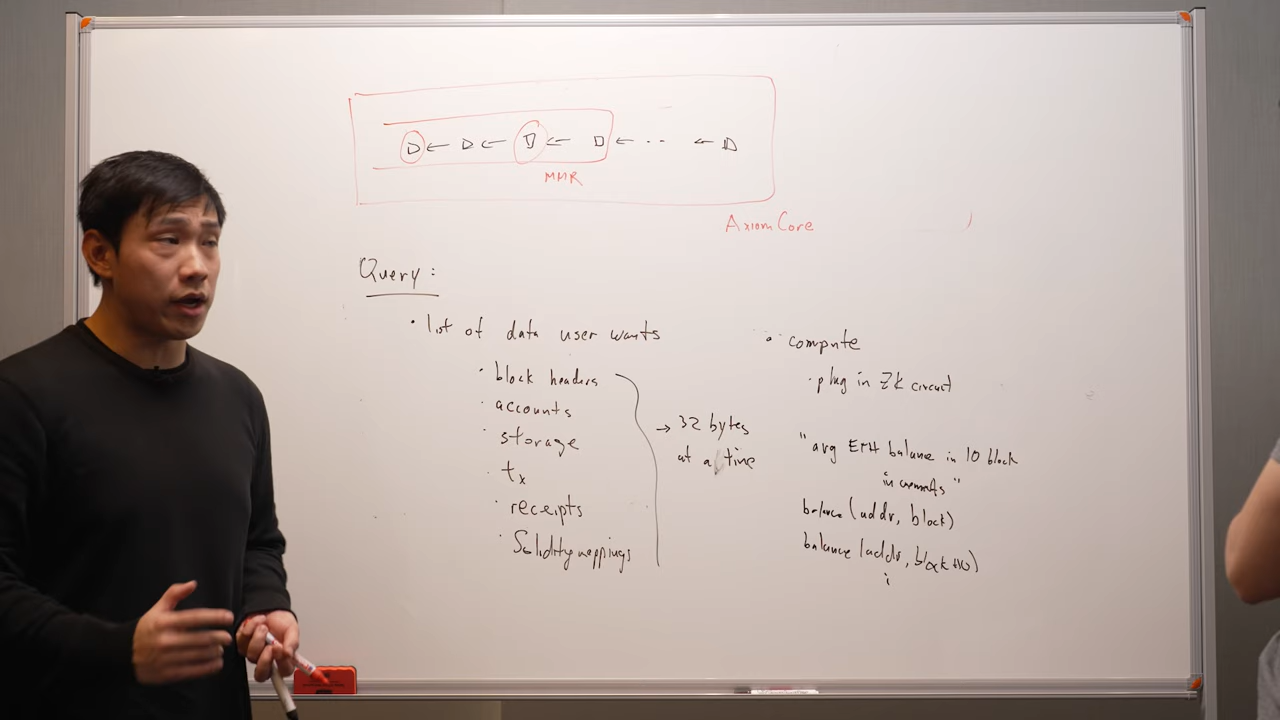 MMR
AxiomCore
Query:
· list of data user wants
· block headers
· accounts
· storage
· tx
· receipts
· Solidity mappings
→ 32 bytes
at a time
· compute
· plug in ZK circuit
"avg ETH balance in 10 block
increments"
balance (addr, block)
balance (addr, block+10)